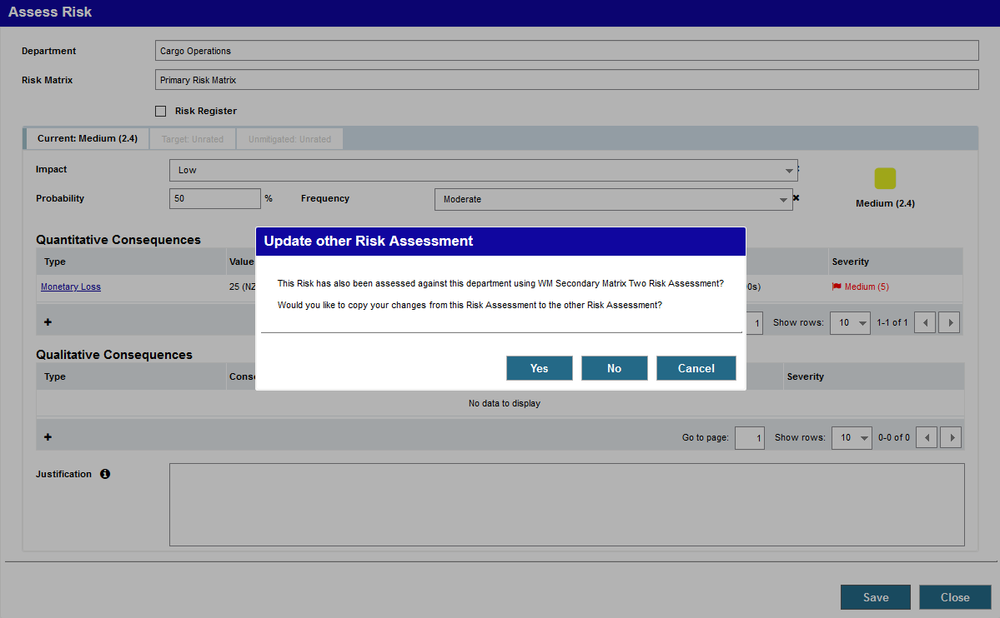 Assess Risk
Department Cargo Operations
Risk Matrix Primary Risk Matrix
Risk Register
Current: Medium (2.4) Target: Unrated Unmitigated: Unrated
Impact Low
Probability 50 % Frequency Moderate
Medium (2.4)
Quantitative Consequences
Type Value Severity
Monetary Loss 25 (NZ 0s) Medium (5)
1 Show rows: 10 1-1 of 1
Update other Risk Assessment
This Risk has also been assessed against this department using WM Secondary Matrix Two Risk Assessment?
Would you like to copy your changes from this Risk Assessment to the other Risk Assessment?
Yes No Cancel
Qualitative Consequences
Type Conse Severity
No data to display
Go to page: 1 Show rows: 10 0-0 of 0
Justification
Save Close